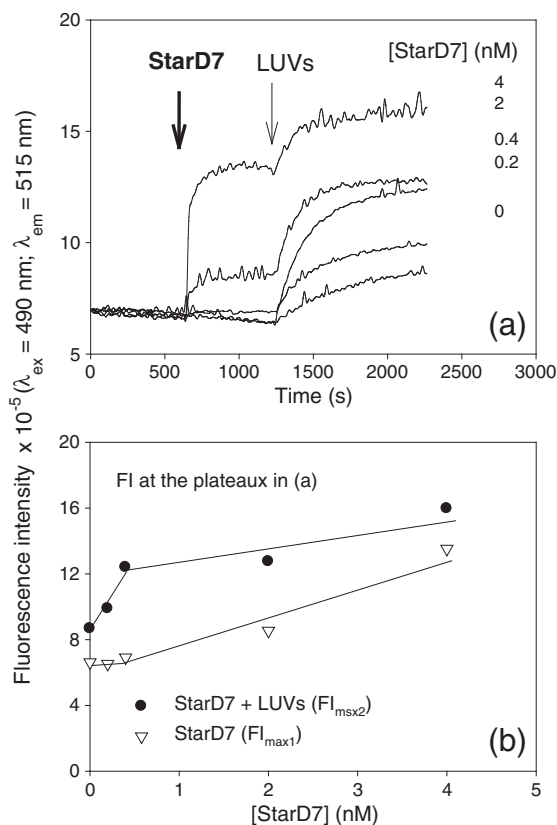 Fluorescence intensity x 10-5 (λex = 490 nm; λem = 515 nm)
20
15
10
5
StarD7
LUVs
[StarD7] (nM)
4
2
0.4
0.2
0
(a)
0 500 1000 1500 2000 2500 3000
Time (s)
20
16
12
8
4
0
FI at the plateaux in (a)
StarD7 + LUVs (FImsx2)
StarD7 (FImax1)
(b)
0 1 2 3 4 5
[StarD7] (nM)